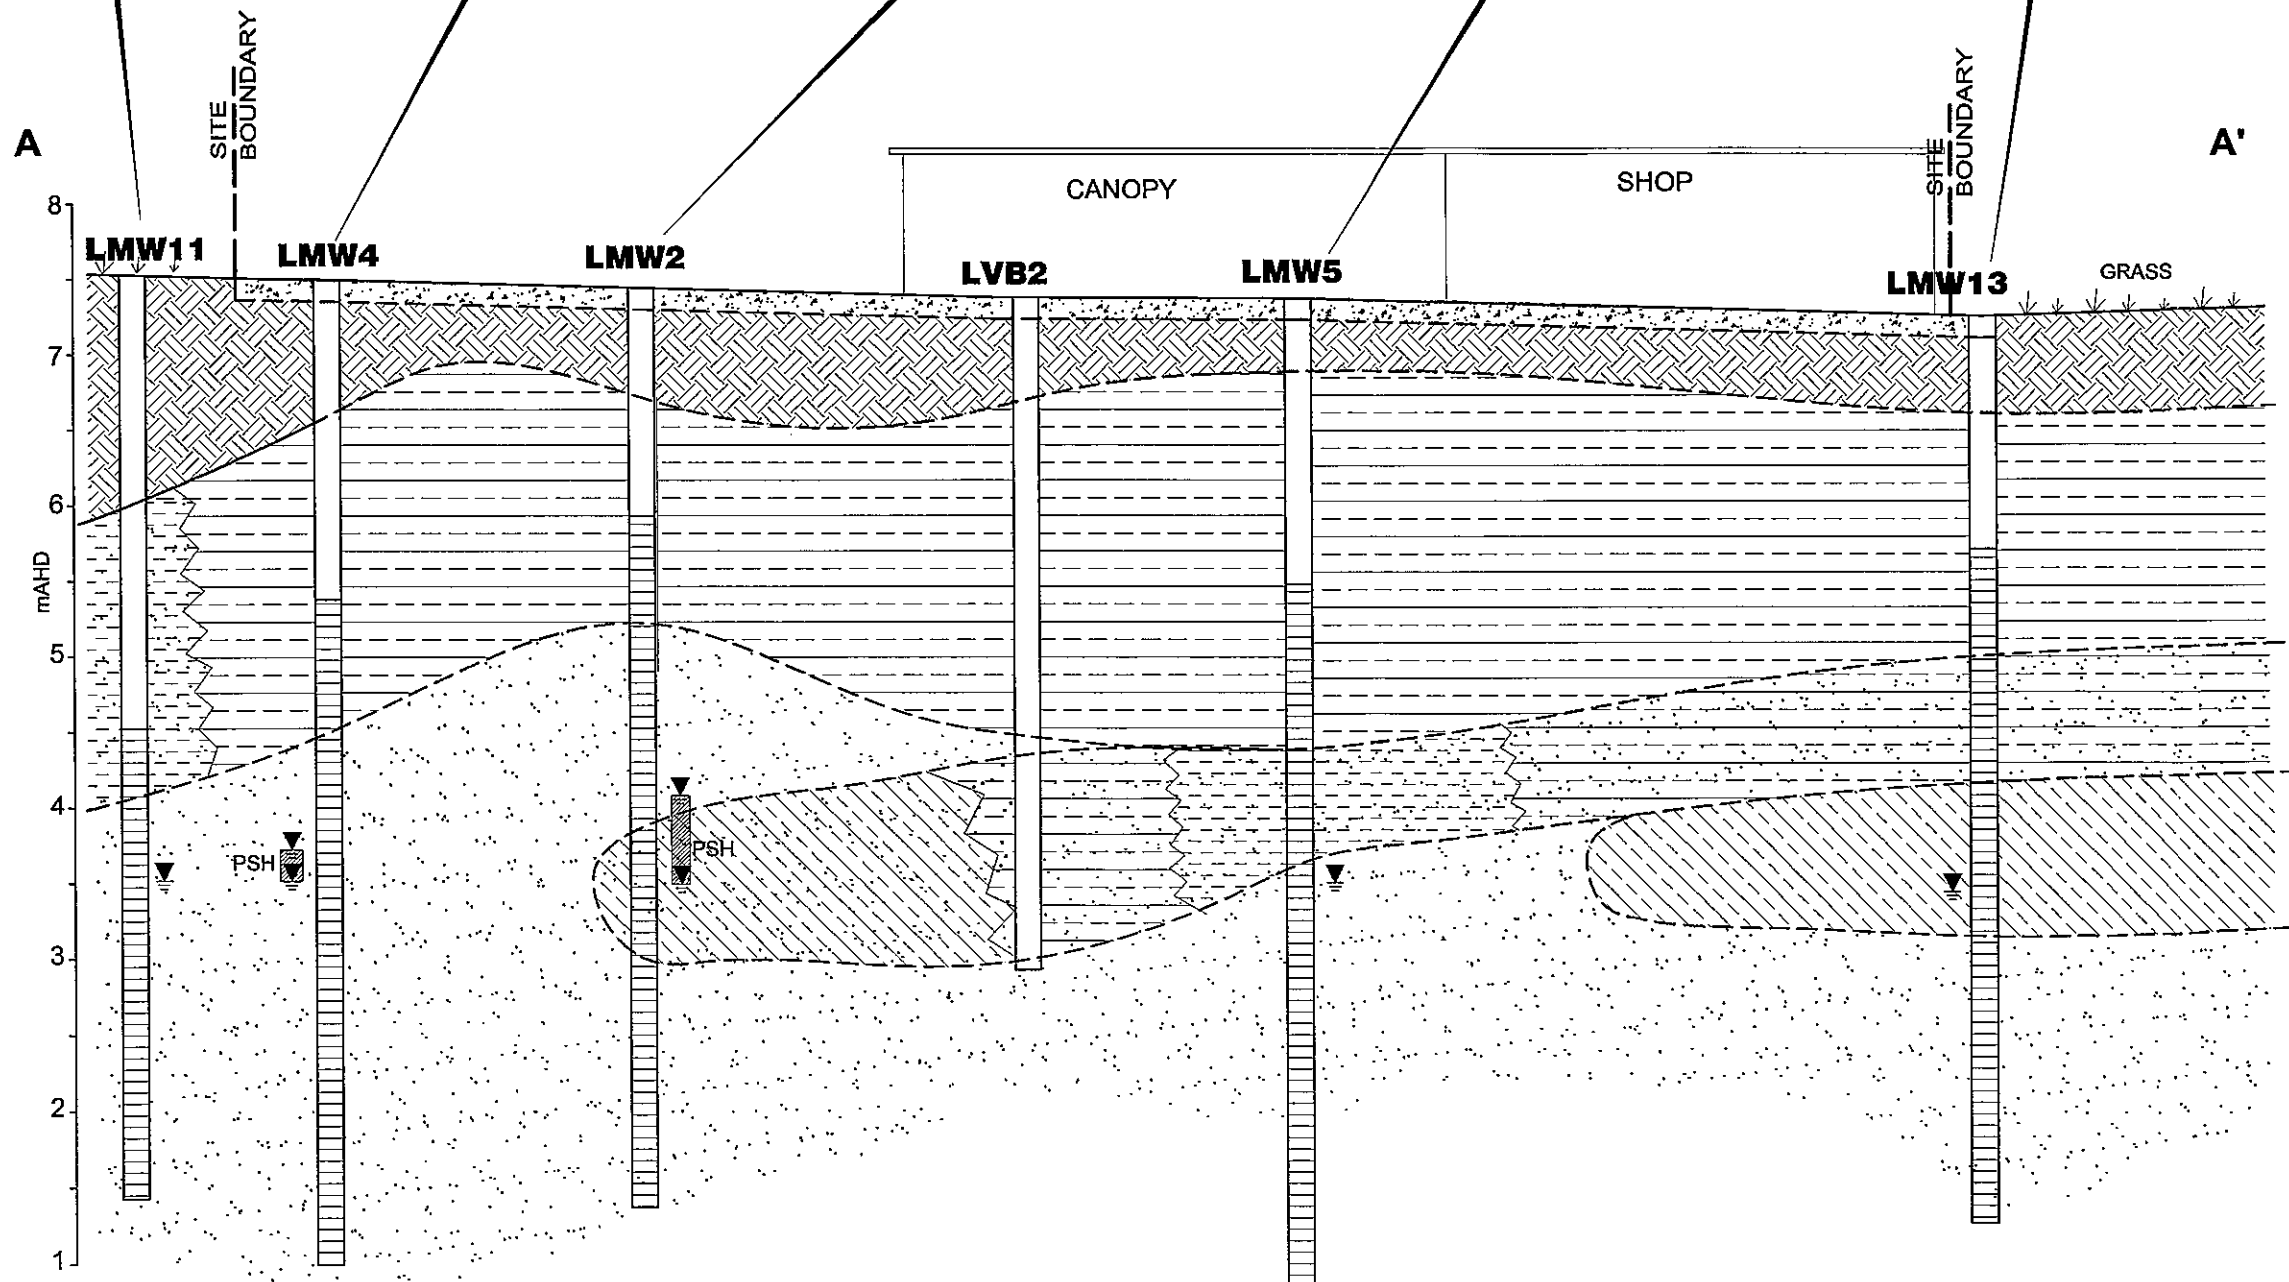 SITE
BOUNDARY
SITE
BOUNDARY
A
A'
CANOPY
SHOP
8
LMW11
LMW4
LMW2
LVB2
LMW5
LMW13
GRASS
7
6
mAHD
5
4
PSH
PSH
3
2
1